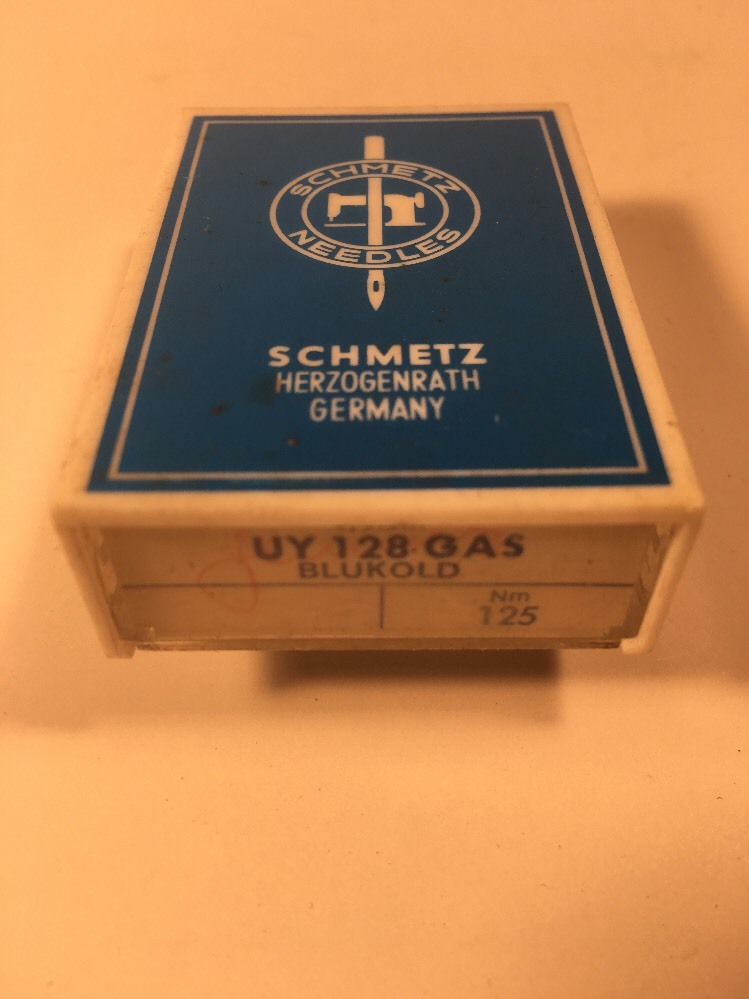 SCHMETZ
NEEDLES
SCHMETZ
HERZOGENRATH
GERMANY
UY 128 GAS
BLUKOLD
Nm
125